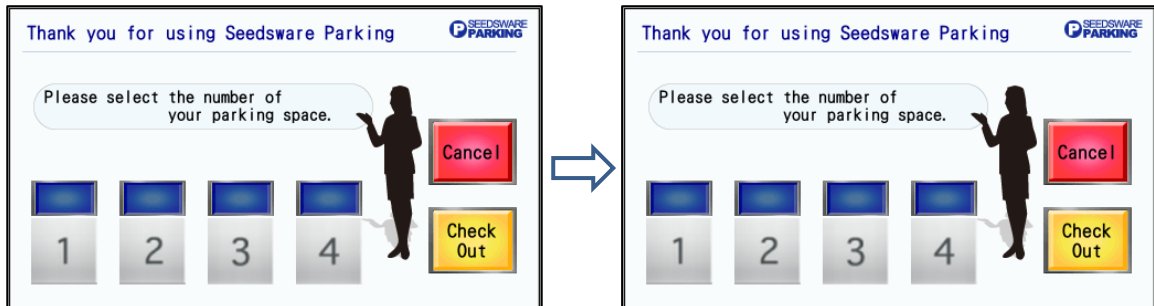 Thank you for using Seedsware Parking
SEEDSWARE
PARKING
Please select the number of
your parking space.
Cancel
1 2 3 4
Check
Out
Thank you for using Seedsware Parking
SEEDSWARE
PARKING
Please select the number of
your parking space.
Cancel
1 2 3 4
Check
Out